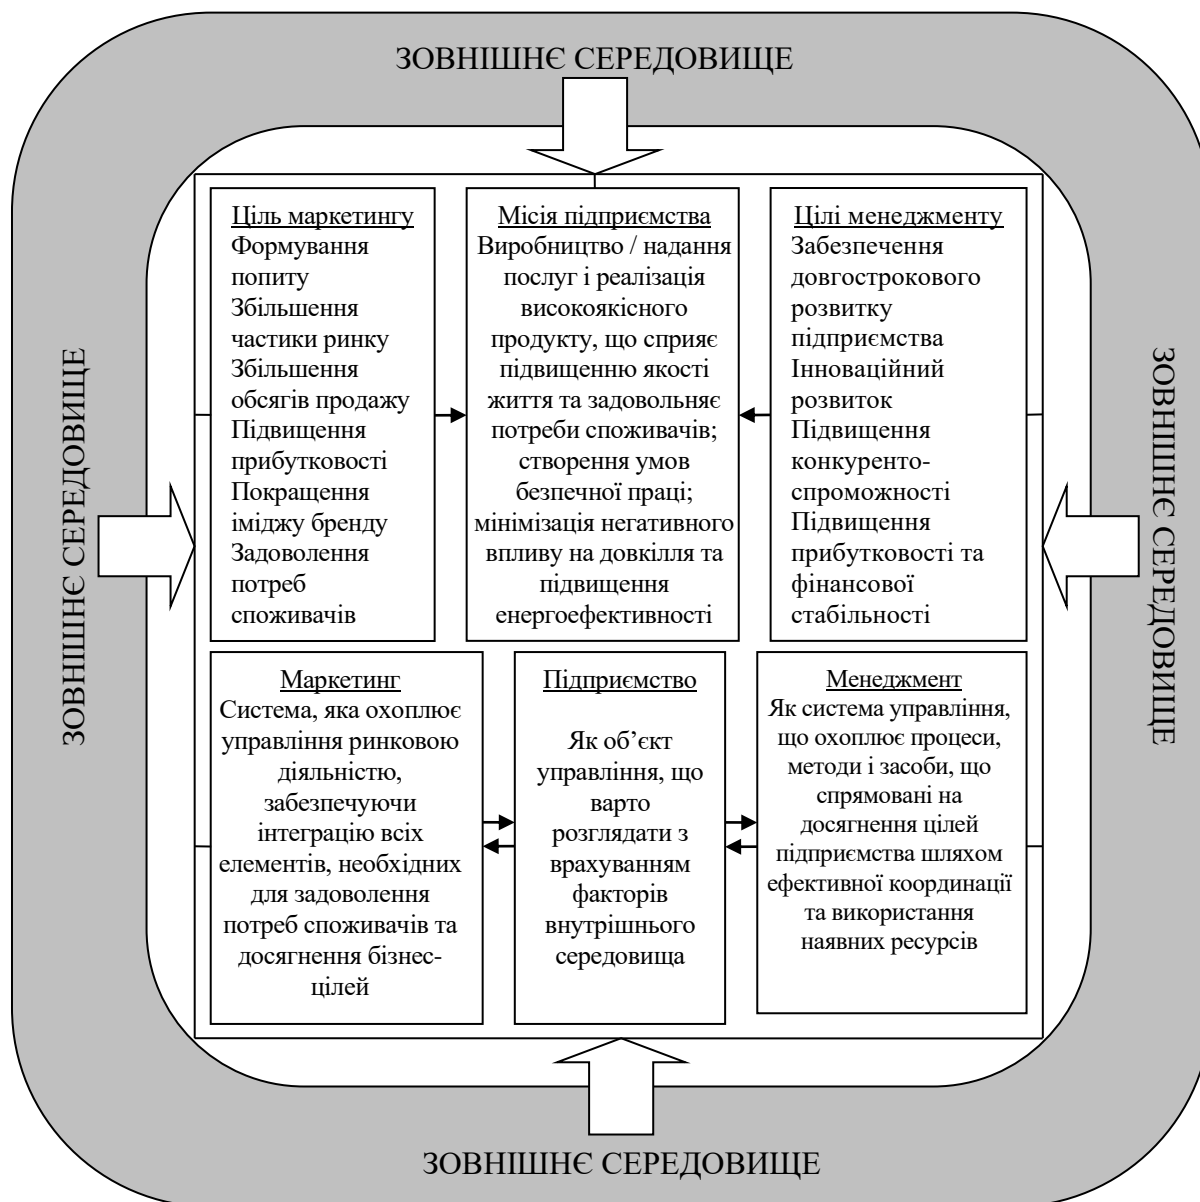 ЗОВНІШНЄ СЕРЕДОВИЩЕ
ЗОВНІШНЄ СЕРЕДОВИЩЕ
Ціль маркетингу
Формування
попиту
Збільшення
частики ринку
Збільшення
обсягів продажу
Підвищення
прибутковості
Покращення
іміджу бренду
Задоволення
потреб
споживачів
Місія підприємства
Виробництво / надання
послуг і реалізація
високоякісного
продукту, що сприяє
підвищенню якості
життя та задовольняє
потреби споживачів;
створення умов
безпечної праці;
мінімізація негативного
впливу на довкілля та
підвищення
енергоефективності
Цілі менеджменту
Забезпечення
довгострокового
розвитку
підприємства
Інноваційний
розвиток
Підвищення
конкуренто-
спроможності
Підвищення
прибутковості та
фінансової
стабільності
ЗОВНІШНЄ СЕРЕДОВИЩЕ
Маркетинг
Система, яка охоплює
управління ринковою
діяльністю,
забезпечуючи
інтеграцію всіх
елементів, необхідних
для задоволення
потреб споживачів та
досягнення бізнес-
цілей
Підприємство
Як об’єкт
управління, що
варто
розглядати з
врахуванням
факторів
внутрішнього
середовища
Менеджмент
Як система управління,
що охоплює процеси,
методи і засоби, що
спрямовані на
досягнення цілей
підприємства шляхом
ефективної координації
та використання
наявних ресурсів
ЗОВНІШНЄ СЕРЕДОВИЩЕ